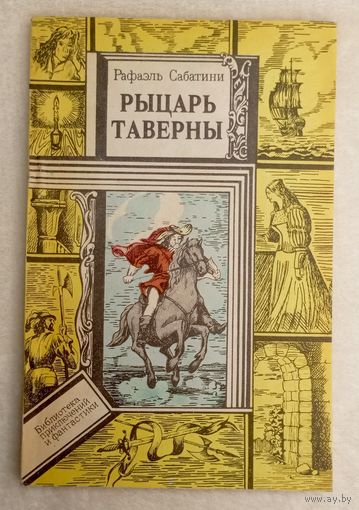 Рафаэль Сабатини
РЫЦАРЬ
ТАВЕРНЫ
Библиотека
приключений
и фантастики
www.ay.by